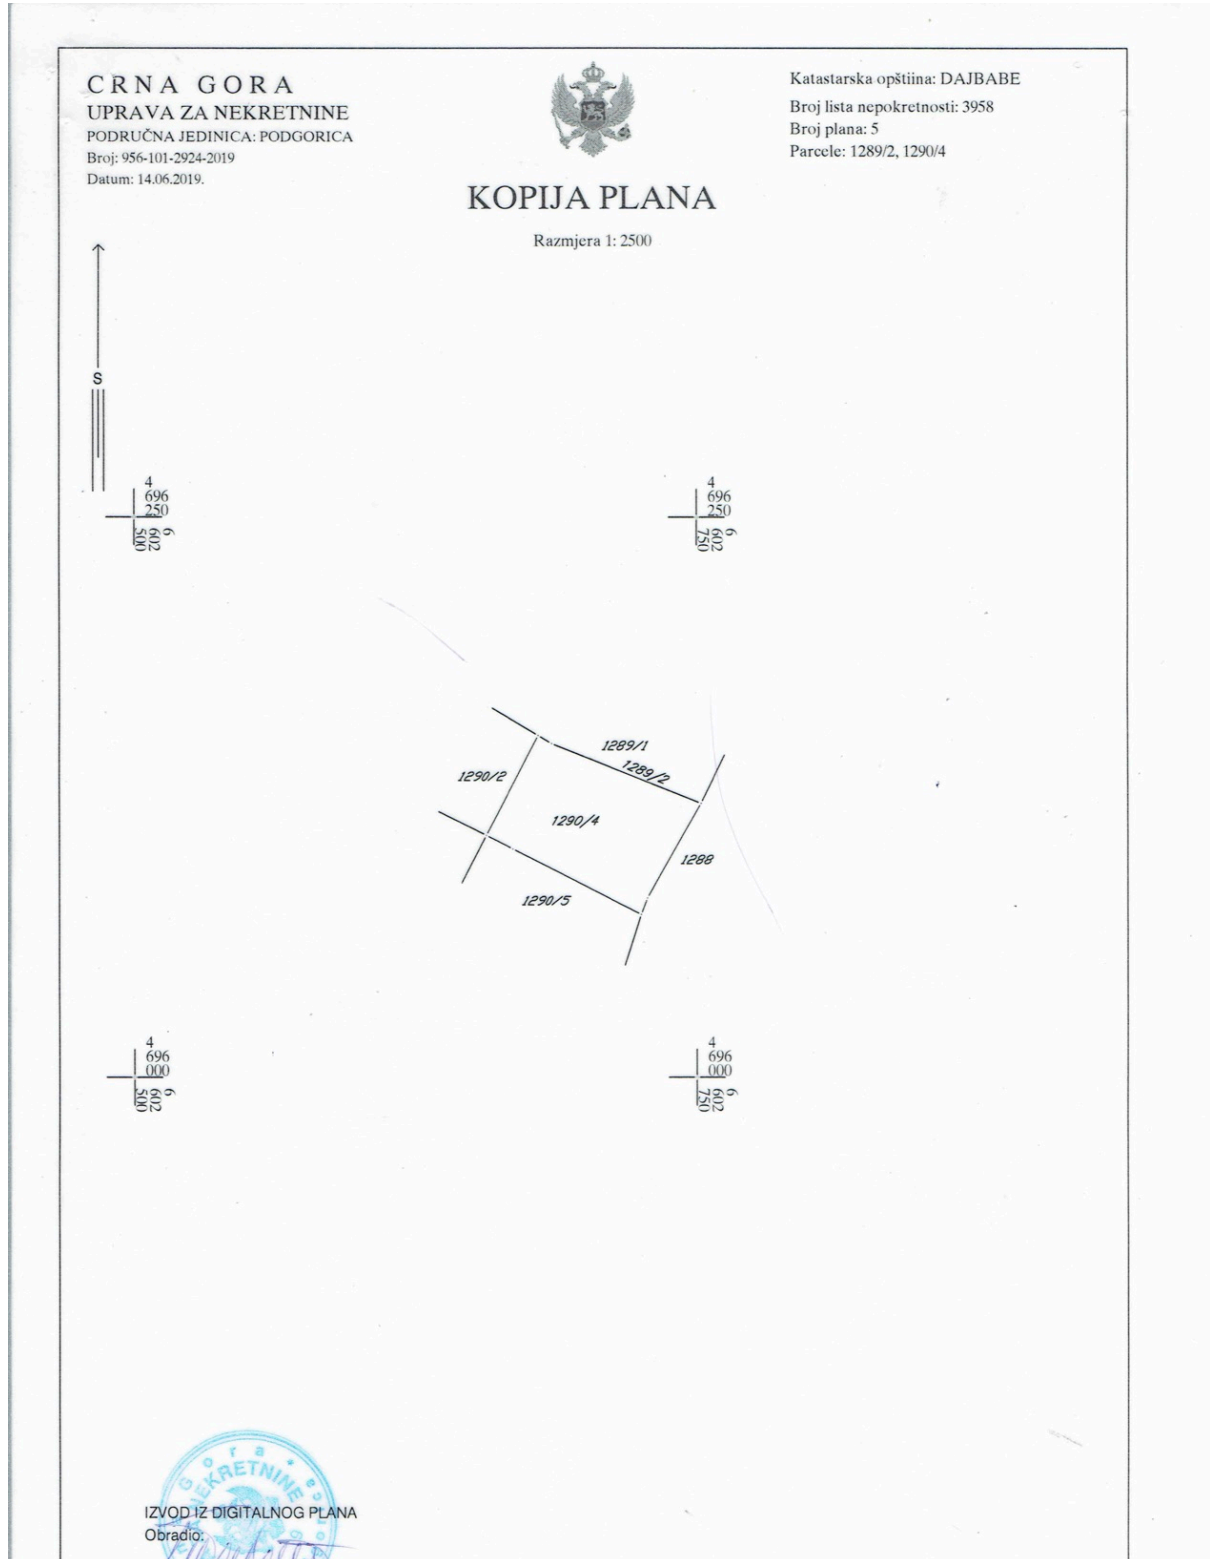 CRNA GORA
UPRAVA ZA NEKRETNINE
PODRUČNA JEDINICA: PODGORICA
Broj: 956-101-2924-2019
Datum: 14.06.2019.
Katastarska opštiina: DAJBABE
Broj lista nepokretnosti: 3958
Broj plana: 5
Parcele: 1289/2, 1290/4
KOPIJA PLANA
Razmjera 1: 2500
S
4
696
250
6
602
500
4
696
250
6
602
750
1289/1
1289/2
1290/2
1290/4
1288
1290/5
4
696
000
6
602
500
4
696
000
6
602
750
Gora
NEKRETNINE
IZVOD IZ DIGITALNOG PLANA
Obradio: